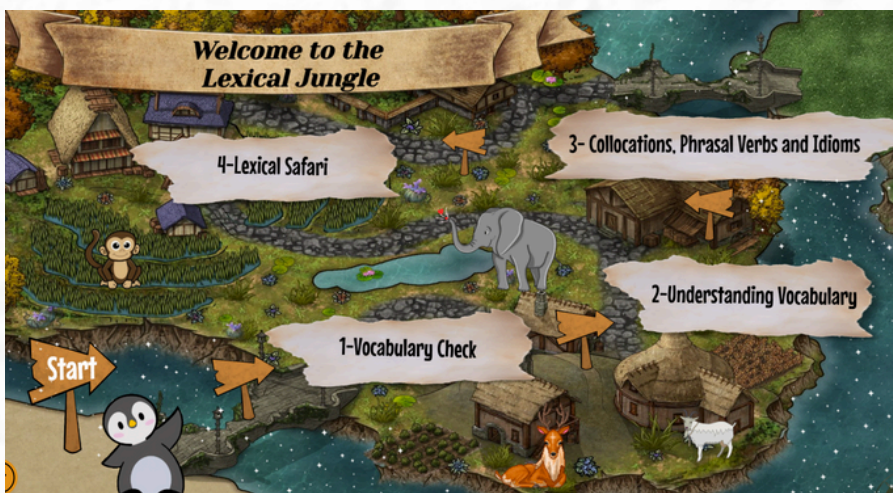 Welcome to the
Lexical Jungle
3- Collocations, Phrasal Verbs and Idioms
4-Lexical Safari
2-Understanding Vocabulary
1-Vocabulary Check
Start